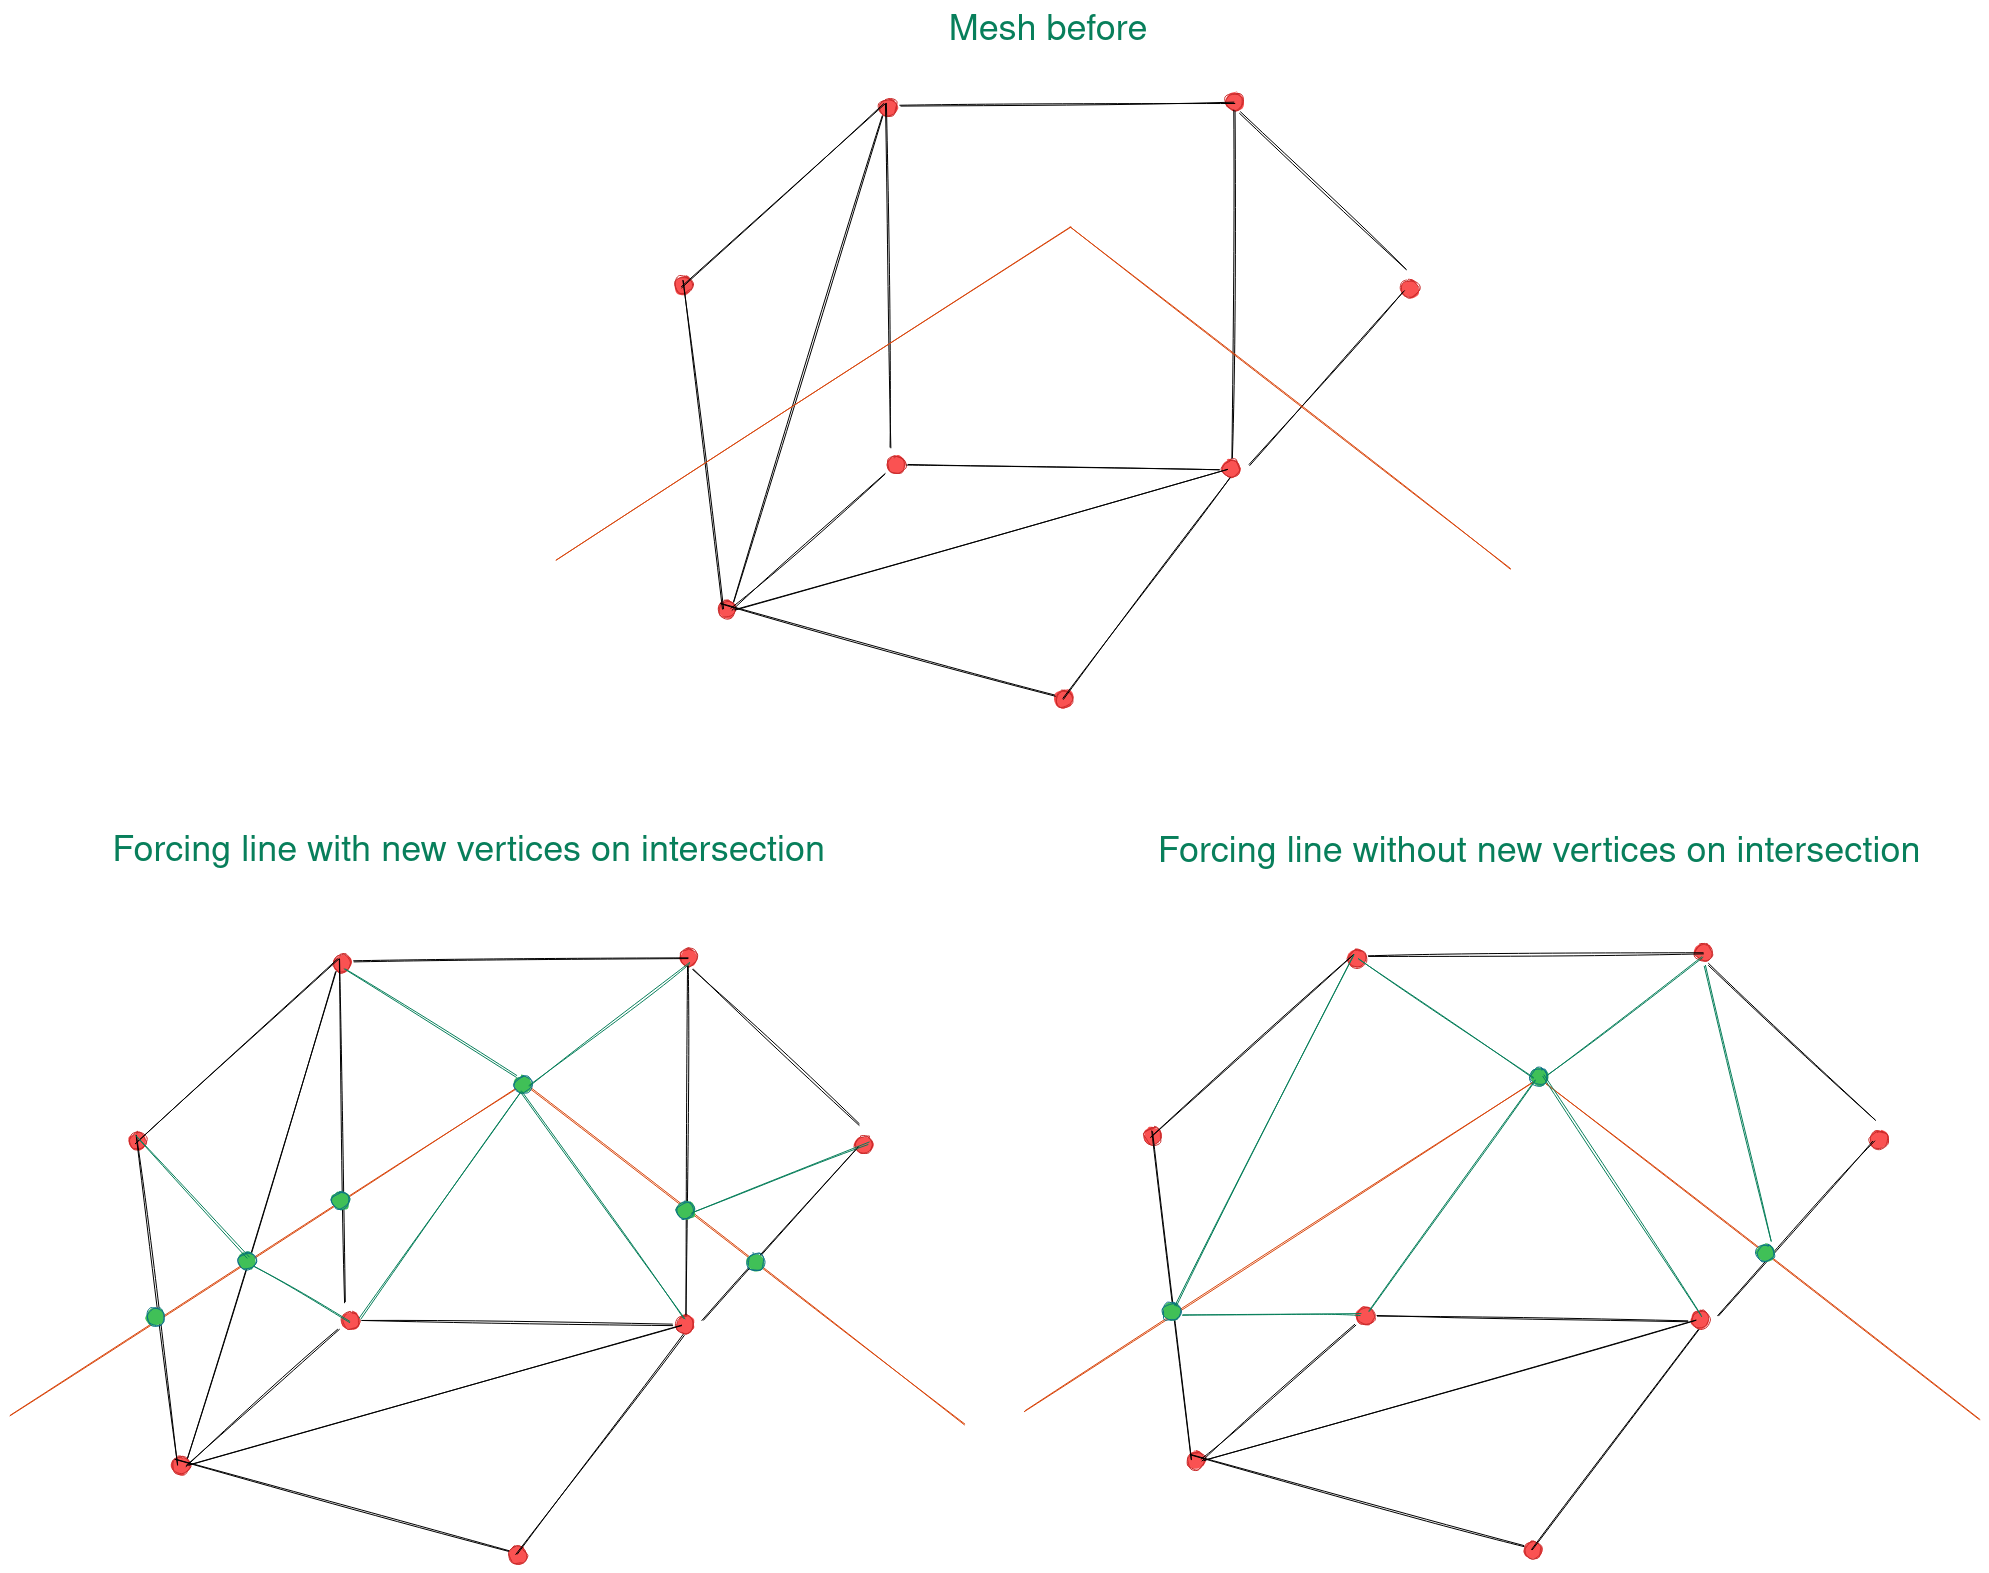 Mesh before
Forcing line with new vertices on intersection
Forcing line without new vertices on intersection